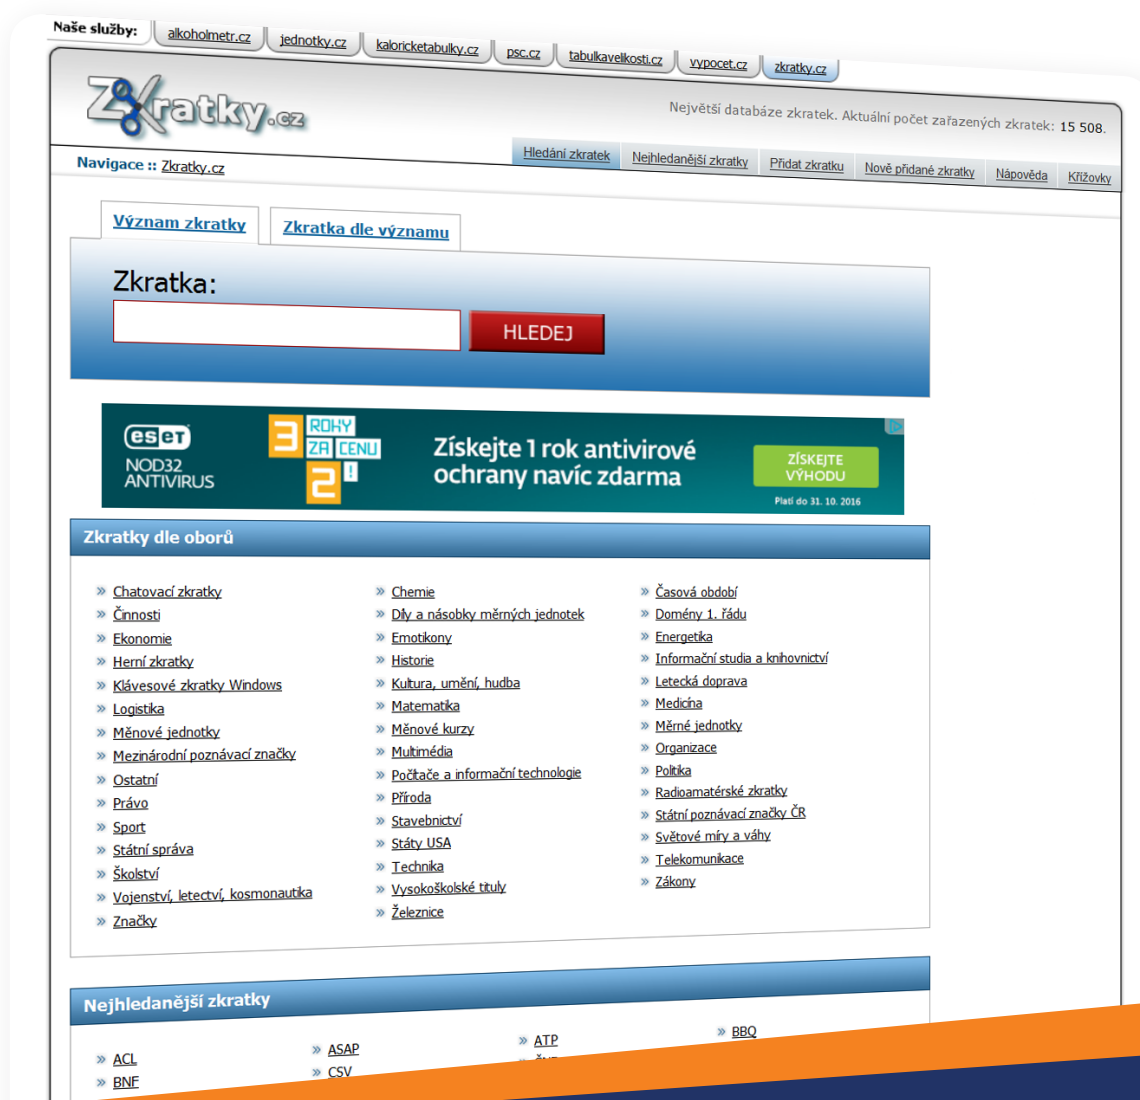 Naše služby: alkoholmetr.cz jednotky.cz kaloricketabulky.cz psc.cz tabulkavelikosti.cz vypocet.cz zkratky.cz
Zkratky.cz
Největší databáze zkratek. Aktuální počet zařazených zkratek: 15 508.
Hledání zkratek Nejhledanější zkratky Přidat zkratku Nově přidané zkratky Nápověda Křížovky
Navigace :: Zkratky.cz
Význam zkratky Zkratka dle významu
Zkratka:
HLEDEJ
eseT
NOD32
ANTIVIRUS
3 ROKY
ZA CENU
2!
Získejte 1 rok antivirové
ochrany navíc zdarma
ZÍSKEJTE
VÝHODU
Platí do 31. 10. 2016
Zkratky dle oborů
» Chatovací zkratky
» Činnosti
» Ekonomie
» Herní zkratky
» Klávesové zkratky Windows
» Logistika
» Měnové jednotky
» Mezinárodní poznávací značky
» Ostatní
» Právo
» Sport
» Státní správa
» Školství
» Vojenství, letectví, kosmonautika
» Značky
» Chemie
» Díly a násobky měrných jednotek
» Emotikony
» Historie
» Kultura, umění, hudba
» Matematika
» Měnové kurzy
» Multimédia
» Počítače a informační technologie
» Příroda
» Stavebnictví
» Státy USA
» Technika
» Vysokoškolské tituly
» Železnice
» Časová období
» Domény 1. řádu
» Energetika
» Informační studia a knihovnictví
» Letecká doprava
» Medicína
» Měrné jednotky
» Organizace
» Politika
» Radioamatérské zkratky
» Státní poznávací značky ČR
» Světové míry a váhy
» Telekomunikace
» Zákony
Nejhledanější zkratky
» ACL
» BNF
» ASAP
» CSV
» ATP
» BBQ